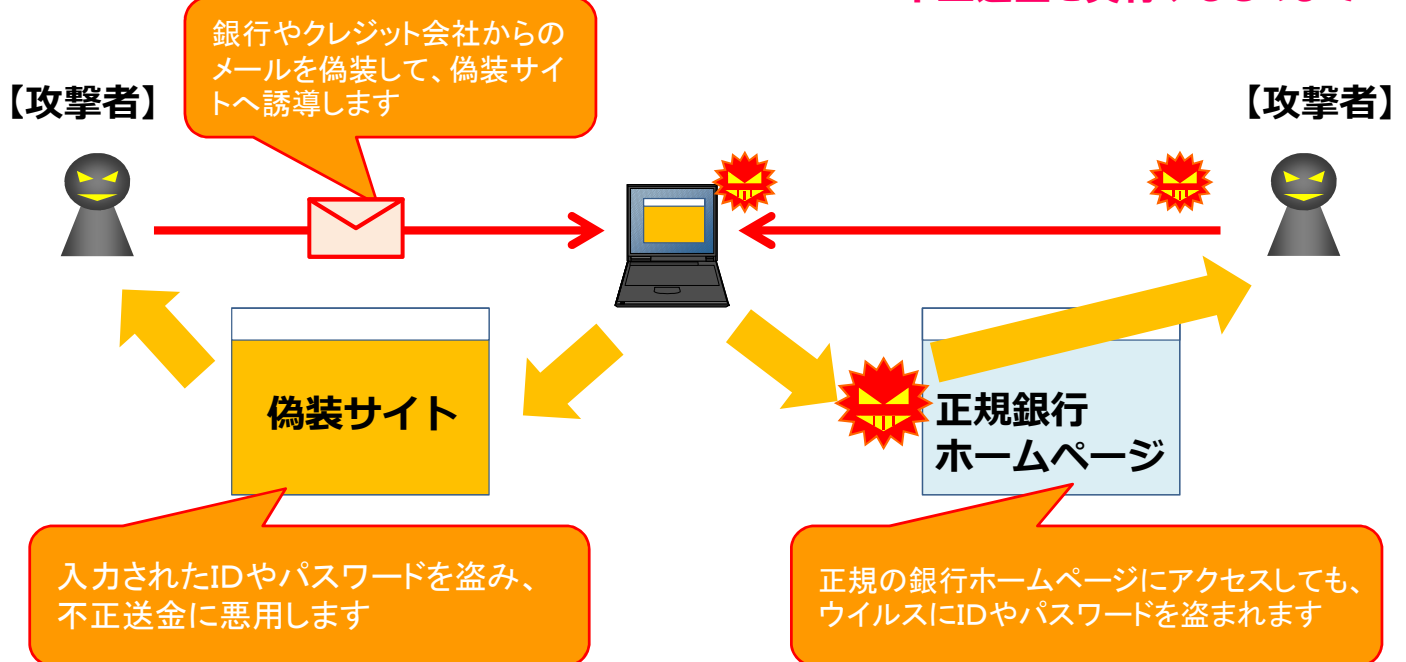 銀行やクレジット会社からの
メールを偽装して、偽装サイ
トへ誘導します
【攻撃者】
【攻撃者】
偽装サイト
正規銀行
ホームページ
入力されたIDやパスワードを盗み、
不正送金に悪用します
正規の銀行ホームページにアクセスしても、
ウイルスにIDやパスワードを盗まれます